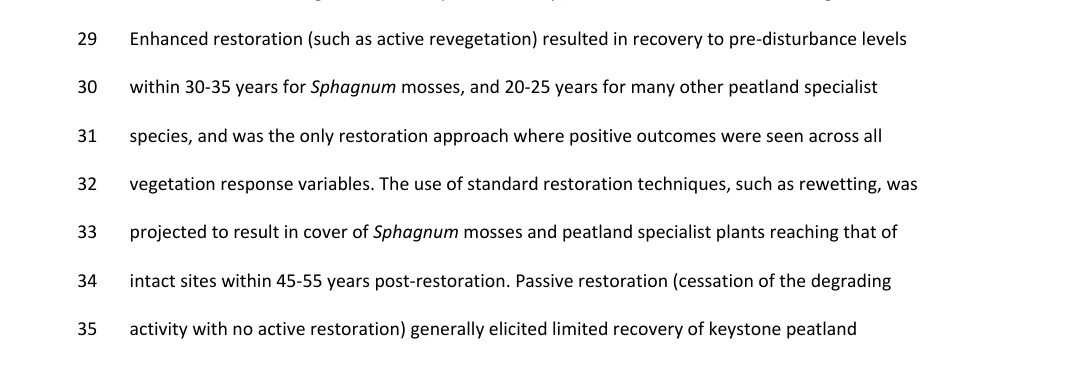 29 Enhanced restoration (such as active revegetation) resulted in recovery to pre-disturbance levels
30 within 30-35 years for Sphagnum mosses, and 20-25 years for many other peatland specialist
31 species, and was the only restoration approach where positive outcomes were seen across all
32 vegetation response variables. The use of standard restoration techniques, such as rewetting, was
33 projected to result in cover of Sphagnum mosses and peatland specialist plants reaching that of
34 intact sites within 45-55 years post-restoration. Passive restoration (cessation of the degrading
35 activity with no active restoration) generally elicited limited recovery of keystone peatland